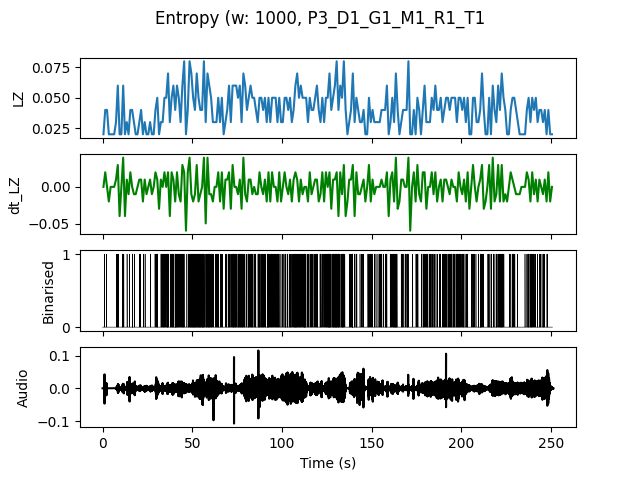 Entropy (w: 1000, P3_D1_G1_M1_R1_T1
0.075
0.050
0.025
LZ
0.00
−0.05
dt_LZ
1
0
Binarised
0.1
0.0
−0.1
Audio
0 50 100 150 200 250
Time (s)